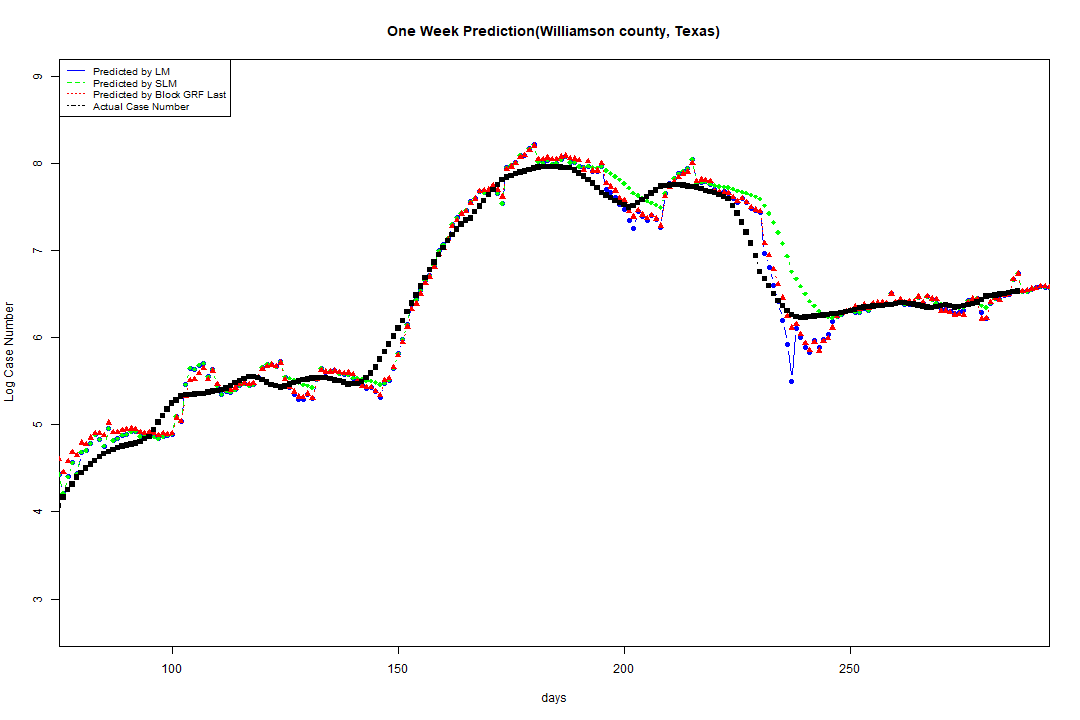 One Week Prediction(Williamson county, Texas)
Predicted by LM
Predicted by SLM
Predicted by Block GRF Last
Actual Case Number
Log Case Number
9
8
7
6
5
4
3
100 150 200 250
days